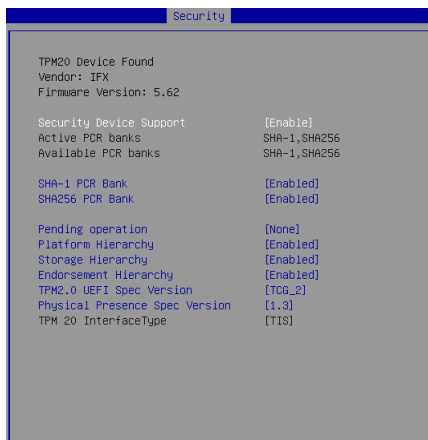 Security
TPM20 Device Found
Vendor: IFX
Firmware Version: 5.62
Security Device Support [Enable]
Active PCR banks SHA-1,SHA256
Available PCR banks SHA-1,SHA256
SHA-1 PCR Bank [Enabled]
SHA256 PCR Bank [Enabled]
Pending operation [None]
Platform Hierarchy [Enabled]
Storage Hierarchy [Enabled]
Endorsement Hierarchy [Enabled]
TPM2.0 UEFI Spec Version [TCG_2]
Physical Presence Spec Version [1.3]
TPM 20 InterfaceType [TIS]